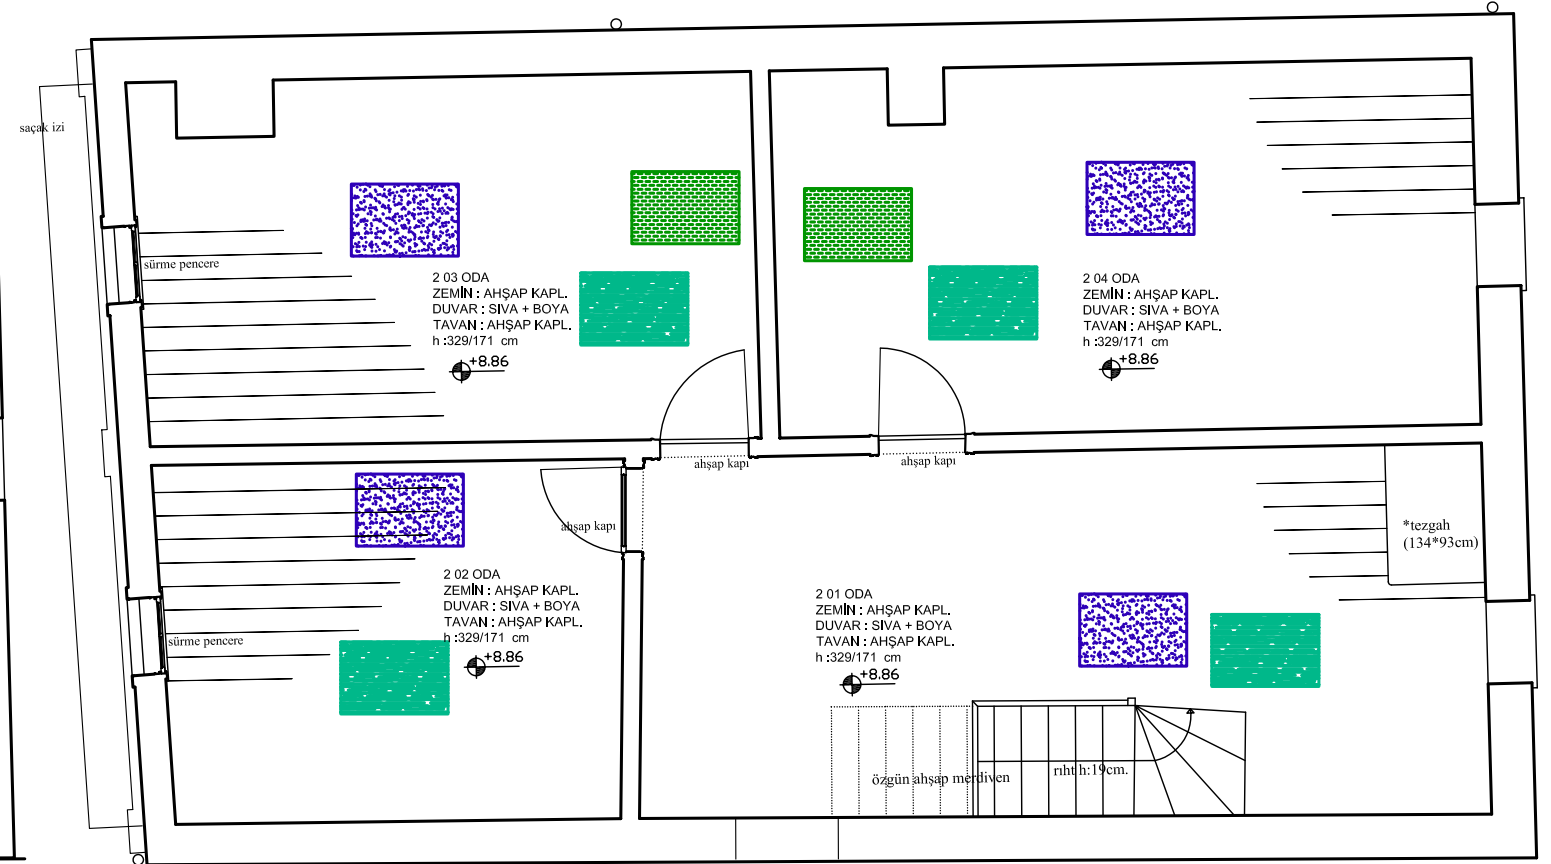 saçak izi
sürme pencere
2 03 ODA
ZEMİN : AHŞAP KAPL.
DUVAR : SIVA + BOYA
TAVAN : AHŞAP KAPL.
h :329/171 cm
+8.86
2 04 ODA
ZEMİN : AHŞAP KAPL.
DUVAR : SIVA + BOYA
TAVAN : AHŞAP KAPL.
h :329/171 cm
+8.86
ahşap kapı
ahşap kapı
ahşap kapı
*tezgah
(134*93cm)
2 02 ODA
ZEMİN : AHŞAP KAPL.
DUVAR : SIVA + BOYA
TAVAN : AHŞAP KAPL.
h :329/171 cm
+8.86
sürme pencere
2 01 ODA
ZEMİN : AHŞAP KAPL.
DUVAR : SIVA + BOYA
TAVAN : AHŞAP KAPL.
h :329/171 cm
+8.86
özgün ahşap merdiven
rıht h:19cm.